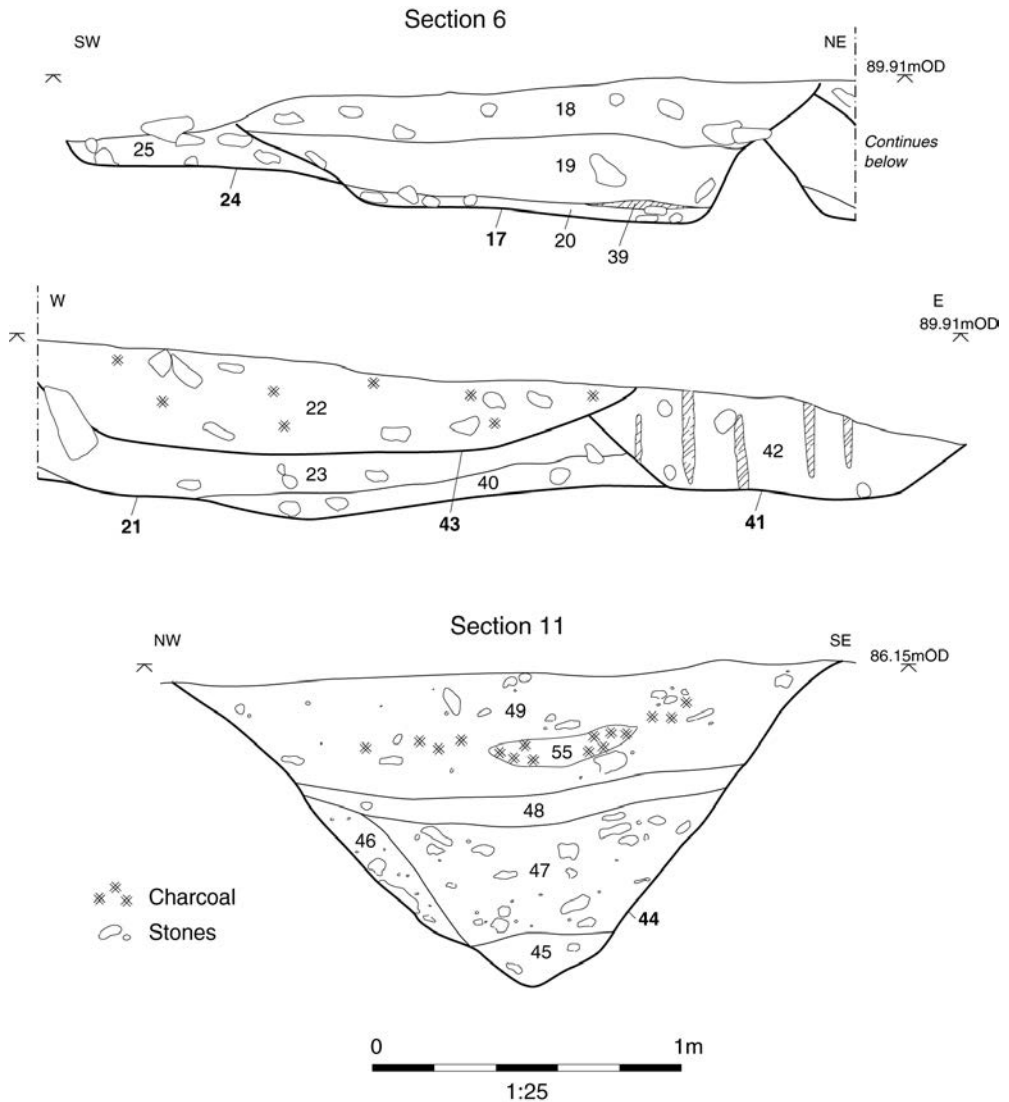 Section 6
SW
NE
89.91mOD
18
25
19
Continues
below
24
17
20
39
W
E
89.91mOD
22
42
23
40
21
43
41
Section 11
NW
SE
86.15mOD
49
55
48
46
47
Charcoal
44
Stones
45
0
1m
1:25